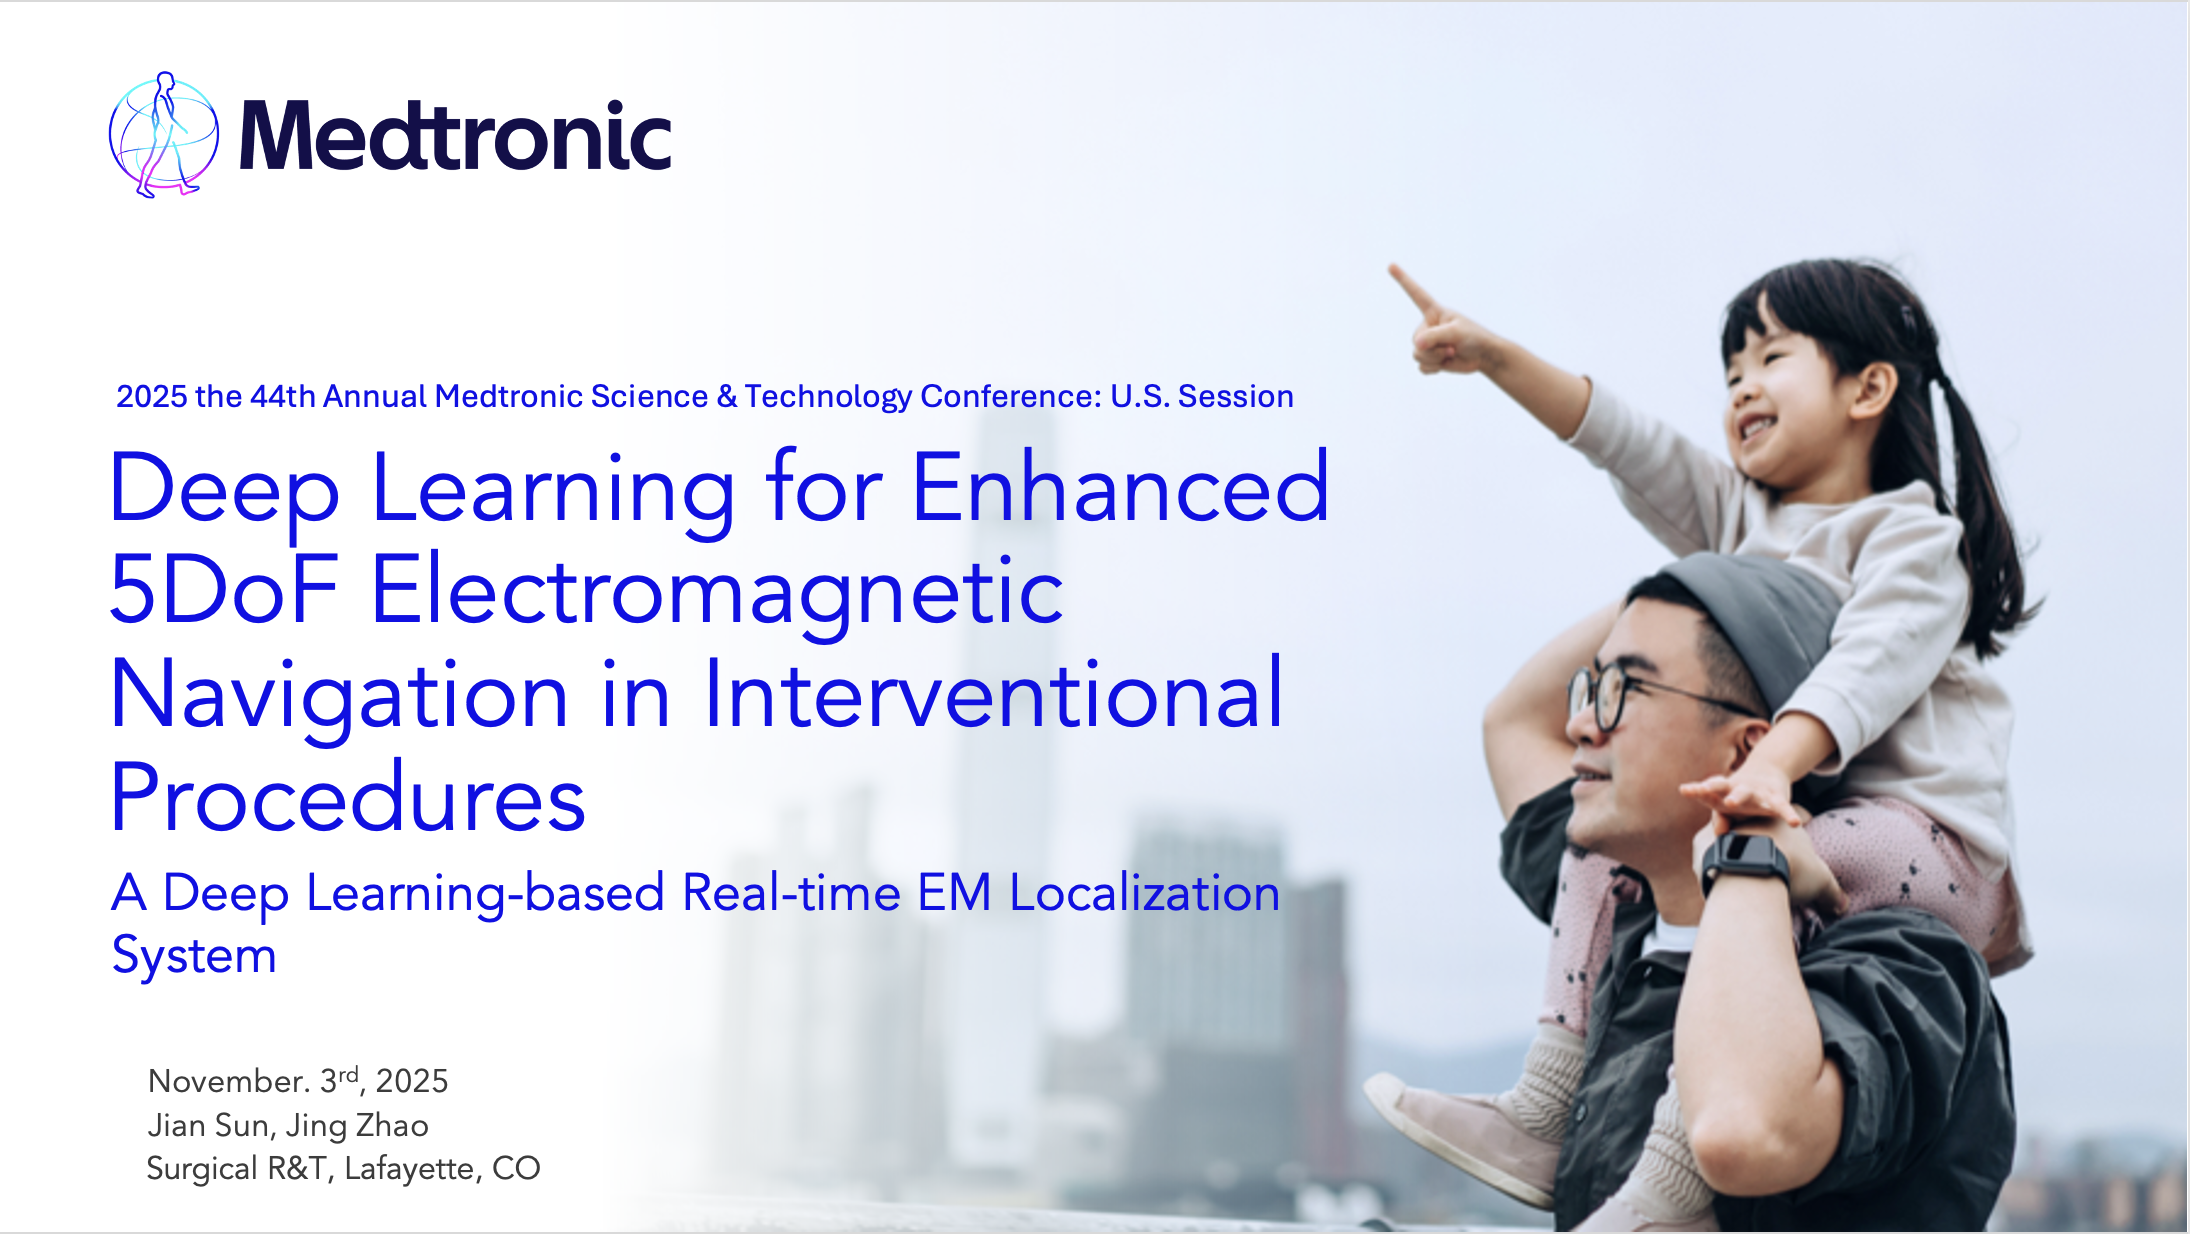 Medtronic
2025 the 44th Annual Medtronic Science & Technology Conference: U.S. Session
Deep Learning for Enhanced
5DoF Electromagnetic
Navigation in Interventional
Procedures
A Deep Learning-based Real-time EM Localization
System
November. 3rd, 2025
Jian Sun, Jing Zhao
Surgical R&T, Lafayette, CO